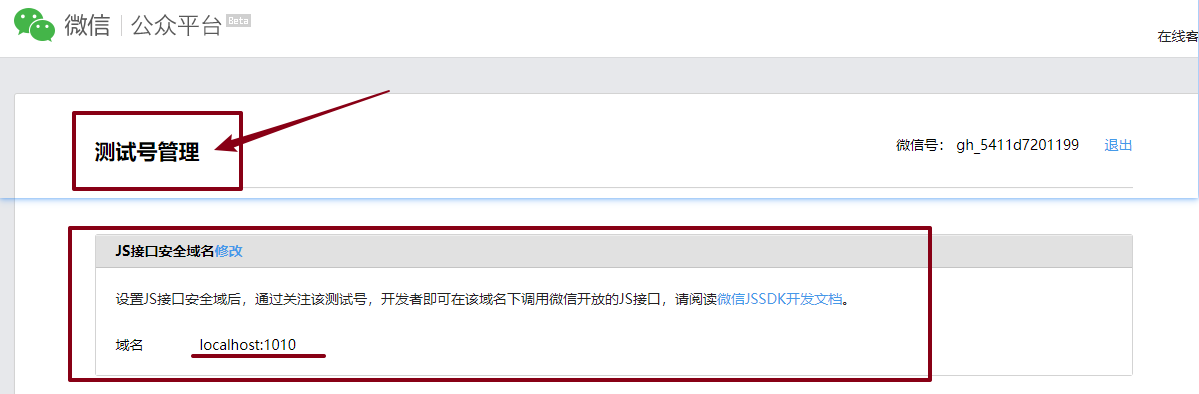 微信 公众平台 Beta
在线客
测试号管理
微信号： gh_5411d7201199 退出
JS接口安全域名修改
设置JS接口安全域后，通过关注该测试号，开发者即可在该域名下调用微信开放的JS接口，请阅读微信JSSDK开发文档。
域名 localhost:1010